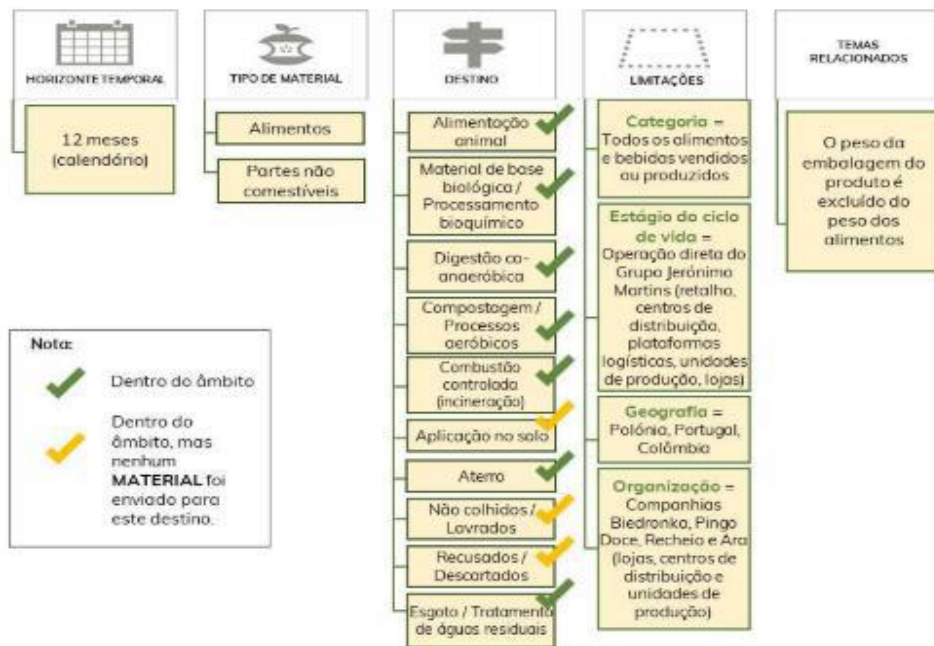 HORIZONTE TEMPORAL
12 meses
(calendário)
TIPO DE MATERIAL
Alimentos
Partes não
comestíveis
DESTINO
Alimentação
animal
Material de base
biológica /
Processamento
bioquímico
Digestão co-
anaeróbica
Compostagem /
Processos
aeróbicos
Combustão
controlada
(incineração)
Aplicação no solo
Aterro
Não colhidos /
Lavrados
Recusados /
Descartados
Esgoto / Tratamento
de águas residuais
LIMITAÇÕES
Categoria =
Todos os alimentos
e bebidas vendidos
ou produzidos
Estágio do ciclo
de vida =
Operação direta do
Grupo Jerónimo
Martins (retalho,
centros de
distribuição,
plataformas
logísticas, unidades
de produção, lojas)
Geografia =
Polónia, Portugal,
Colômbia
Organização =
Companhias
Biedronka, Pingo
Doce, Recheio e Ara
(lojas, centros de
distribuição e
unidades de
produção)
TEMAS
RELACIONADOS
O peso da
embalagem do
produto é
excluído do
peso dos
alimentos
Nota:
Dentro do âmbito
Dentro do
âmbito, mas
nenhum
MATERIAL foi
enviado para
este destino.